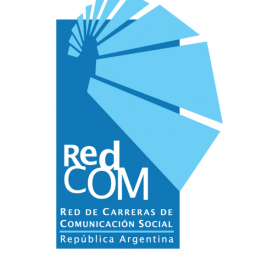 Red
COM
RED DE CARRERAS DE
COMUNICACIÓN SOCIAL
República Argentina